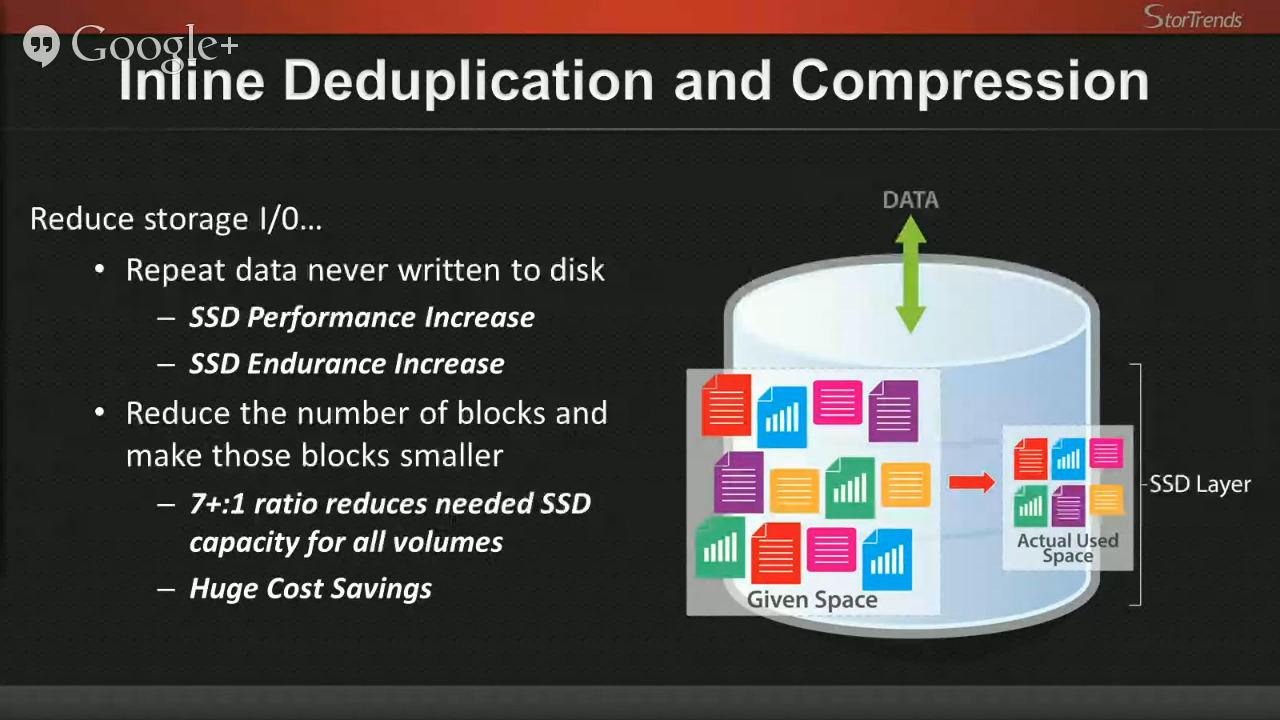 StorTrends
Google+
Inline Deduplication and Compression
Reduce storage I/0...
• Repeat data never written to disk
– SSD Performance Increase
– SSD Endurance Increase
• Reduce the number of blocks and
make those blocks smaller
– 7+:1 ratio reduces needed SSD
capacity for all volumes
– Huge Cost Savings
DATA
Given Space
Actual Used
Space
SSD Layer